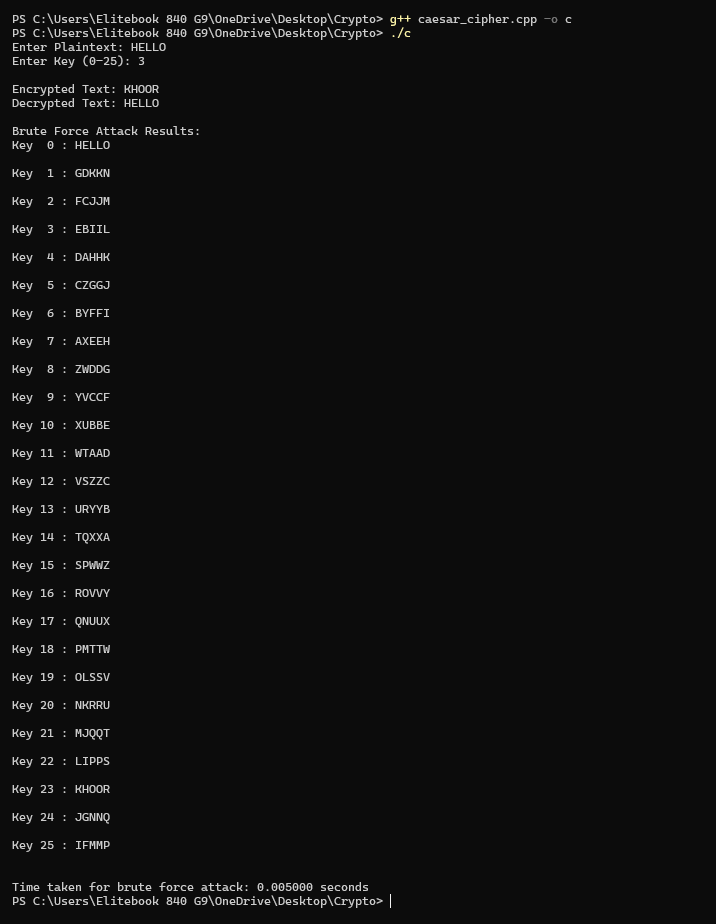 PS C:\Users\Elitebook 840 G9\OneDrive\Desktop\Crypto> g++ caesar_cipher.cpp -o c
PS C:\Users\Elitebook 840 G9\OneDrive\Desktop\Crypto> ./c
Enter Plaintext: HELLO
Enter Key (0-25): 3
Encrypted Text: KHOOR
Decrypted Text: HELLO
Brute Force Attack Results:
Key  0 : HELLO
Key  1 : GDKKN
Key  2 : FCJJM
Key  3 : EBIIL
Key  4 : DAHHK
Key  5 : CZGGJ
Key  6 : BYFFI
Key  7 : AXEEH
Key  8 : ZWDDG
Key  9 : YVCCF
Key 10 : XUBBE
Key 11 : WTAAD
Key 12 : VSZZC
Key 13 : URYYB
Key 14 : TQXXA
Key 15 : SPWWZ
Key 16 : ROVVY
Key 17 : QNUUX
Key 18 : PMTTW
Key 19 : OLSSV
Key 20 : NKRRU
Key 21 : MJQQT
Key 22 : LIPPS
Key 23 : KHOOR
Key 24 : JGNNQ
Key 25 : IFMMP
Time taken for brute force attack: 0.005000 seconds
PS C:\Users\Elitebook 840 G9\OneDrive\Desktop\Crypto>